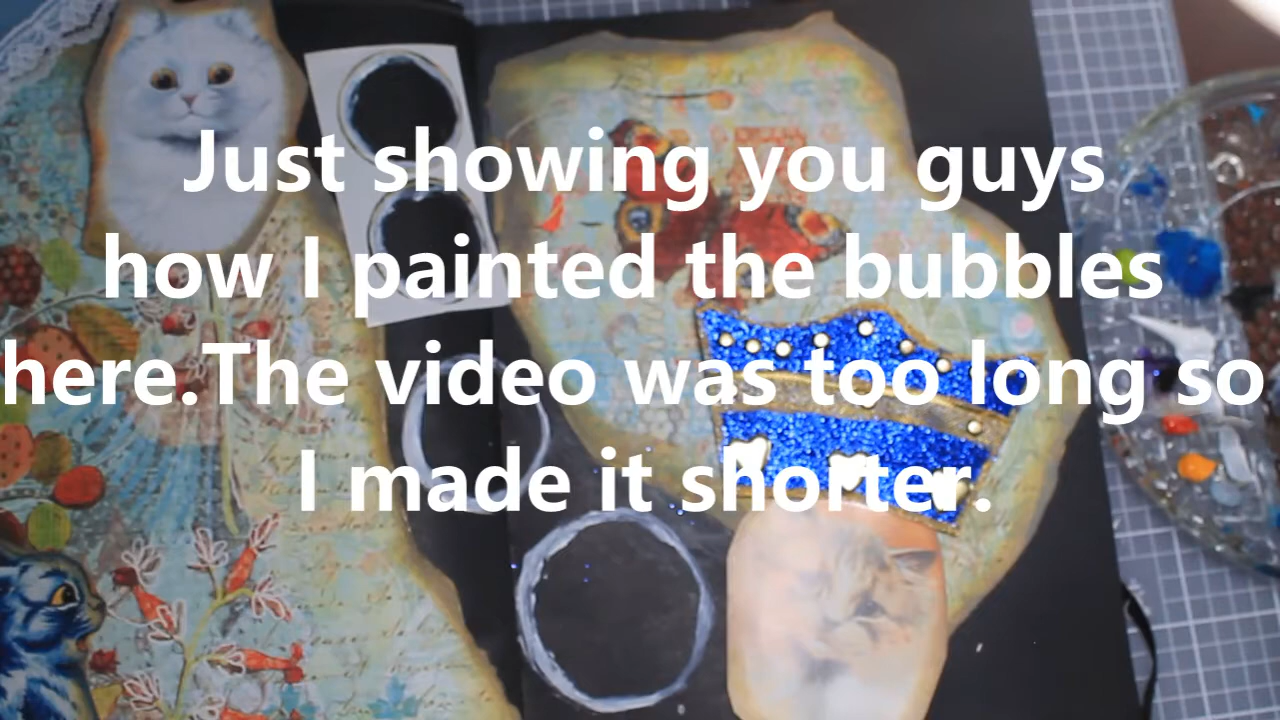 Just showing you guys
how I painted the bubbles
here.The video was too long so
I made it shorter.